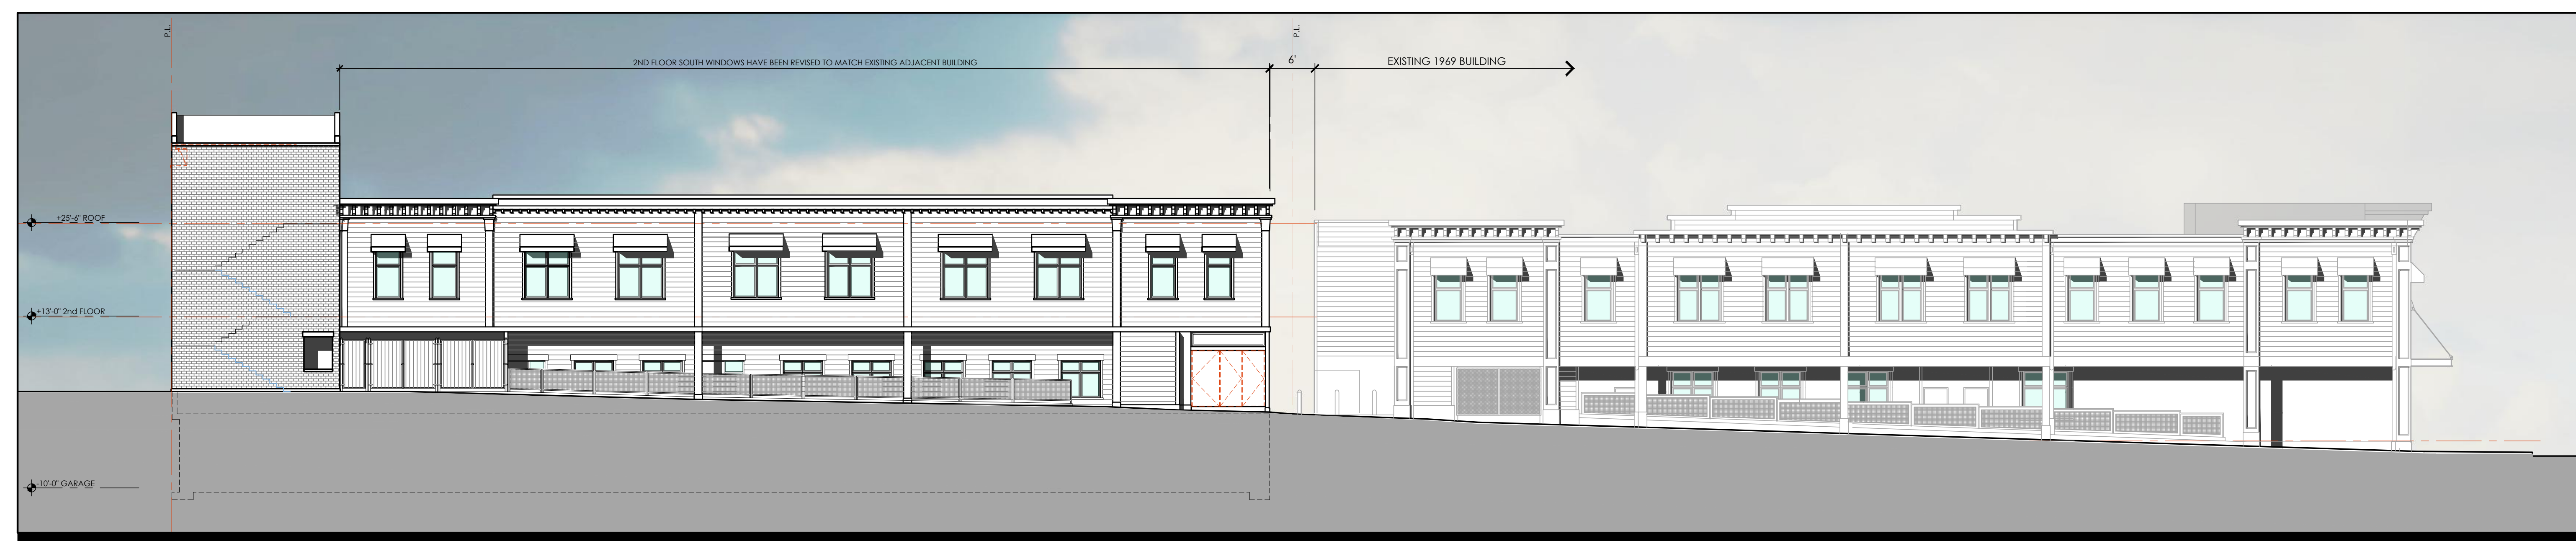 P.L.
P.L.
2ND FLOOR SOUTH WINDOWS HAVE BEEN REVISED TO MATCH EXISTING ADJACENT BUILDING
6'
EXISTING 1969 BUILDING
+25'-6" ROOF
+13'-0" 2nd FLOOR
-10'-0" GARAGE